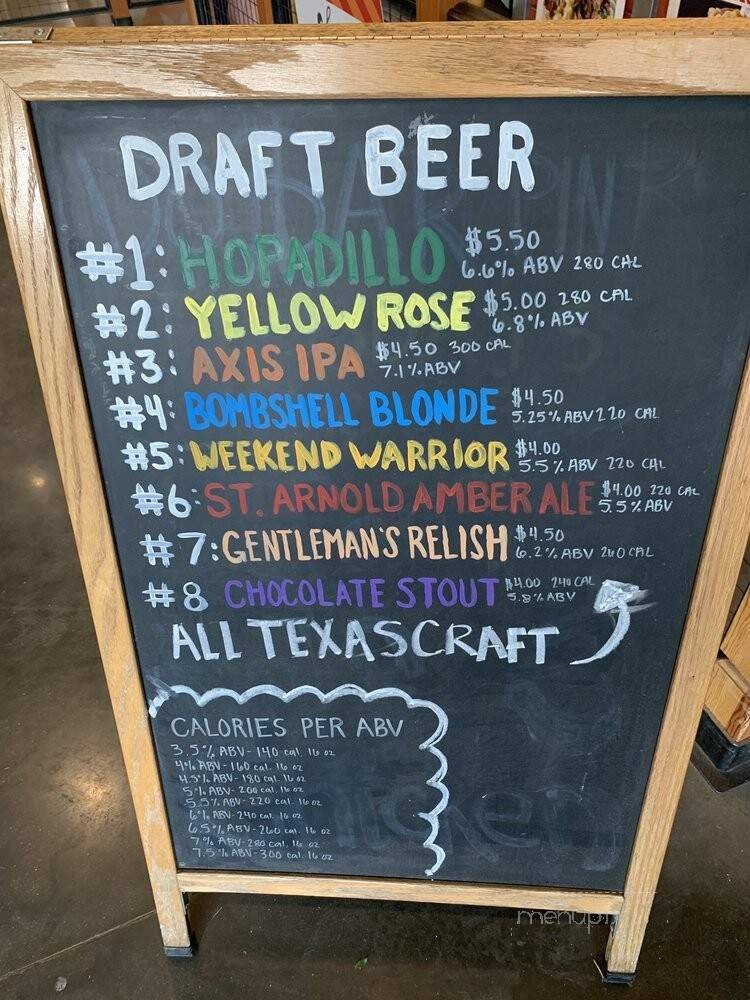 DRAFT BEER
#1: HOPADILLO $5.50
6.6% ABV 280 CAL
#2: YELLOW ROSE $5.00 280 CAL
6.8% ABV
#3: AXIS IPA $4.50 300 CAL
7.1% ABV
#4: BOMBSHELL BLONDE $4.50
5.25% ABV 220 CAL
#5: WEEKEND WARRIOR $4.00
5.5% ABV 220 CAL
#6: ST. ARNOLD AMBER ALE $4.00 220 CAL
5.5% ABV
#7: GENTLEMAN'S RELISH $4.50
6.2% ABV 260 CAL
#8 CHOCOLATE STOUT $4.00 240 CAL
5.8% ABV
ALL TEXAS CRAFT
CALORIES PER ABV
3.5% ABV-140 cal. 16 oz
4% ABV-160 cal. 16 oz
4.5% ABV-180 cal. 16 oz
5% ABV-200 cal. 16 oz
5.5% ABV-220 cal. 16 oz
6% ABV-240 cal. 16 oz
6.5% ABV-260 cal. 16 oz
7% ABV-280 cal. 16 oz
7.5% ABV-300 cal. 16 oz